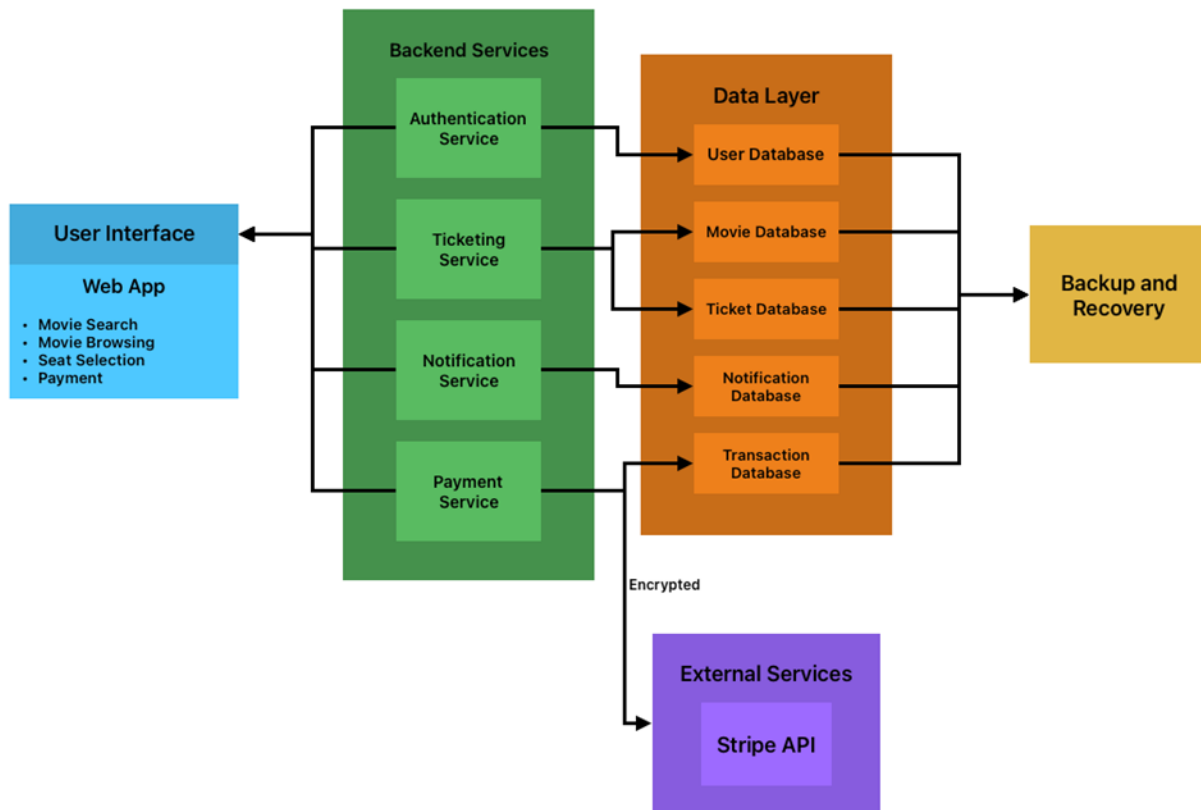 User Interface
Web App
• Movie Search
• Movie Browsing
• Seat Selection
• Payment
Backend Services
Authentication
Service
Ticketing
Service
Notification
Service
Payment
Service
Data Layer
User Database
Movie Database
Ticket Database
Notification
Database
Transaction
Database
Encrypted
External Services
Stripe API
Backup and
Recovery